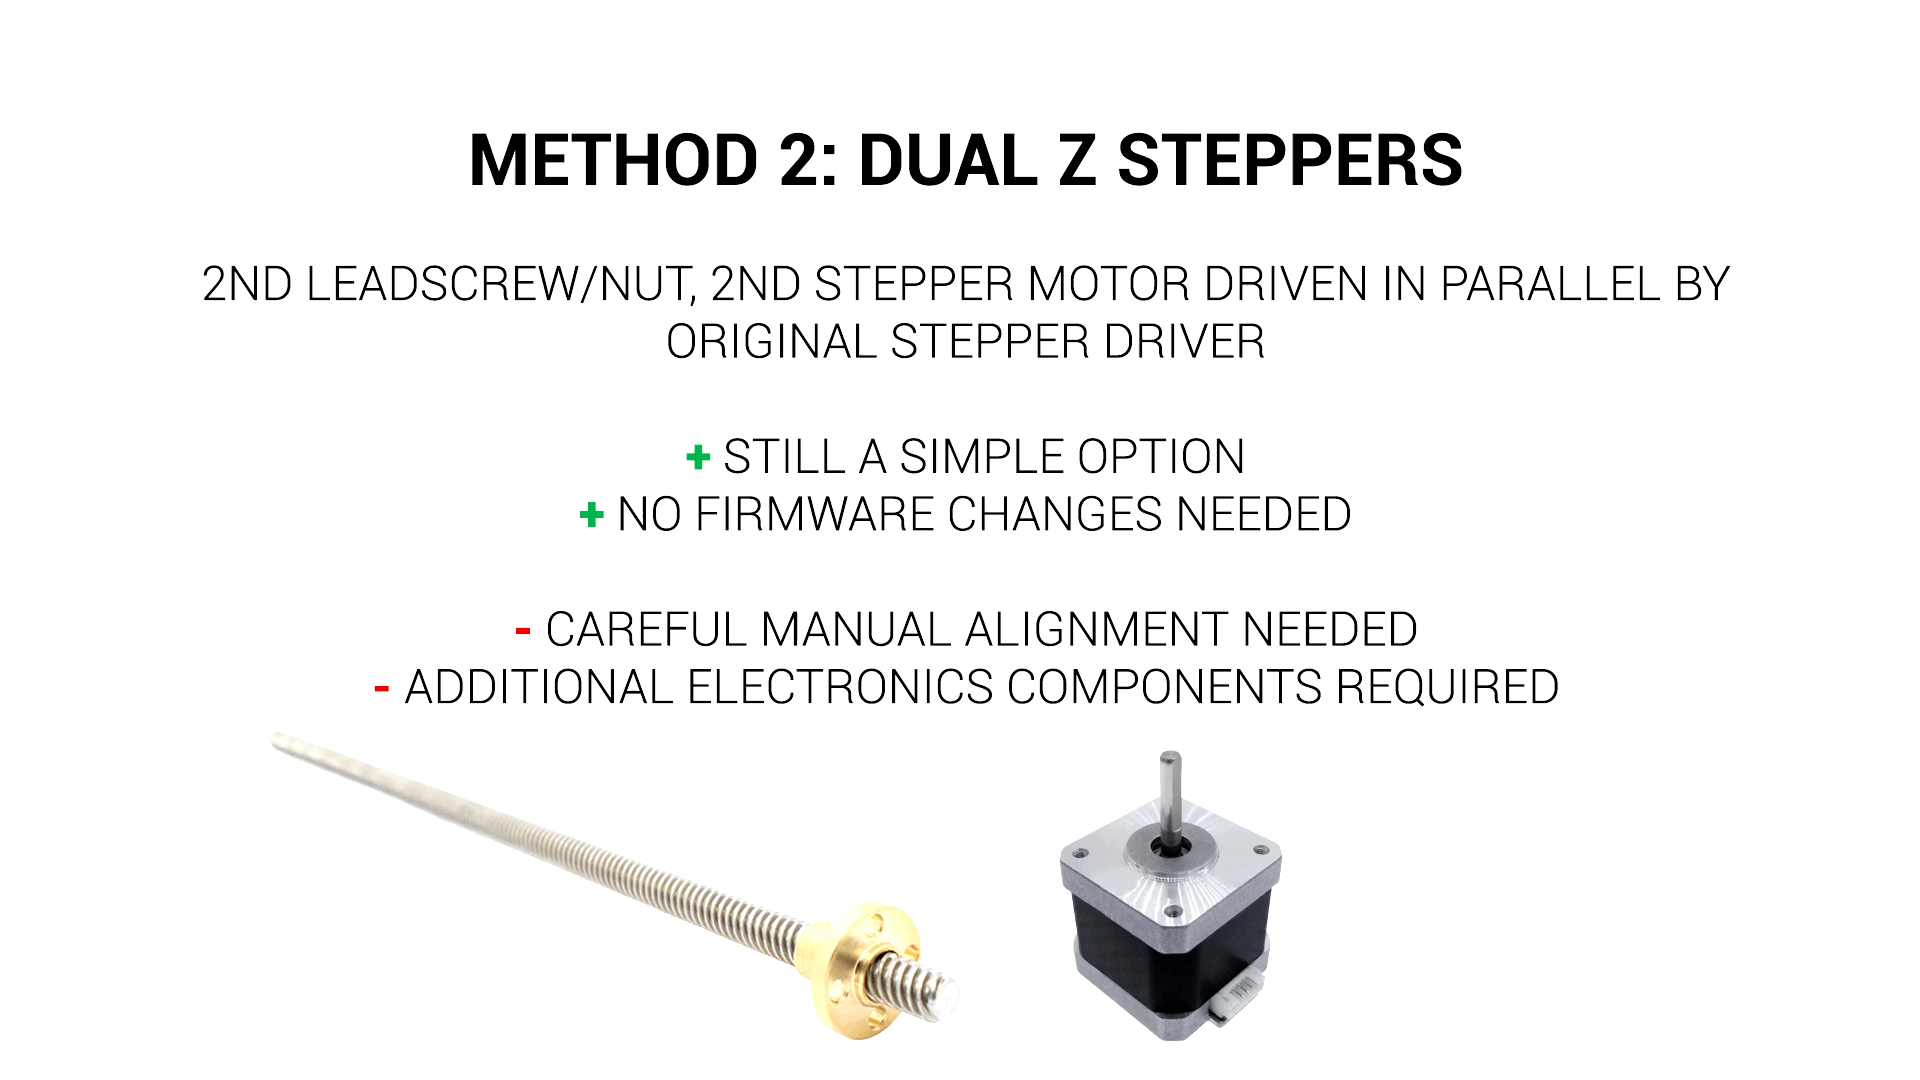 METHOD 2: DUAL Z STEPPERS
2ND LEADSCREW/NUT, 2ND STEPPER MOTOR DRIVEN IN PARALLEL BY
ORIGINAL STEPPER DRIVER
+ STILL A SIMPLE OPTION
+ NO FIRMWARE CHANGES NEEDED
- CAREFUL MANUAL ALIGNMENT NEEDED
- ADDITIONAL ELECTRONICS COMPONENTS REQUIRED